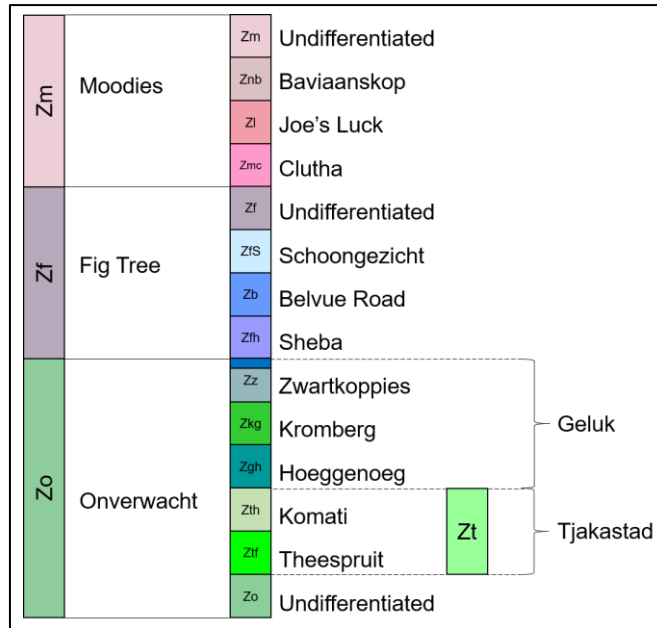 Zm Undifferentiated
Zm Moodies
Znb Baviaanskop
Zl Joe's Luck
Zmc Clutha
Zf Undifferentiated
Zf Fig Tree
ZfS Schoongezicht
Zb Belvue Road
Zfh Sheba
Zz Zwartkoppies
Zkg Kromberg
Geluk
Zgh Hoeggenoeg
Zo Onverwacht
Zth Komati
Zt Tjakastad
Ztf Theespruit
Zo Undifferentiated